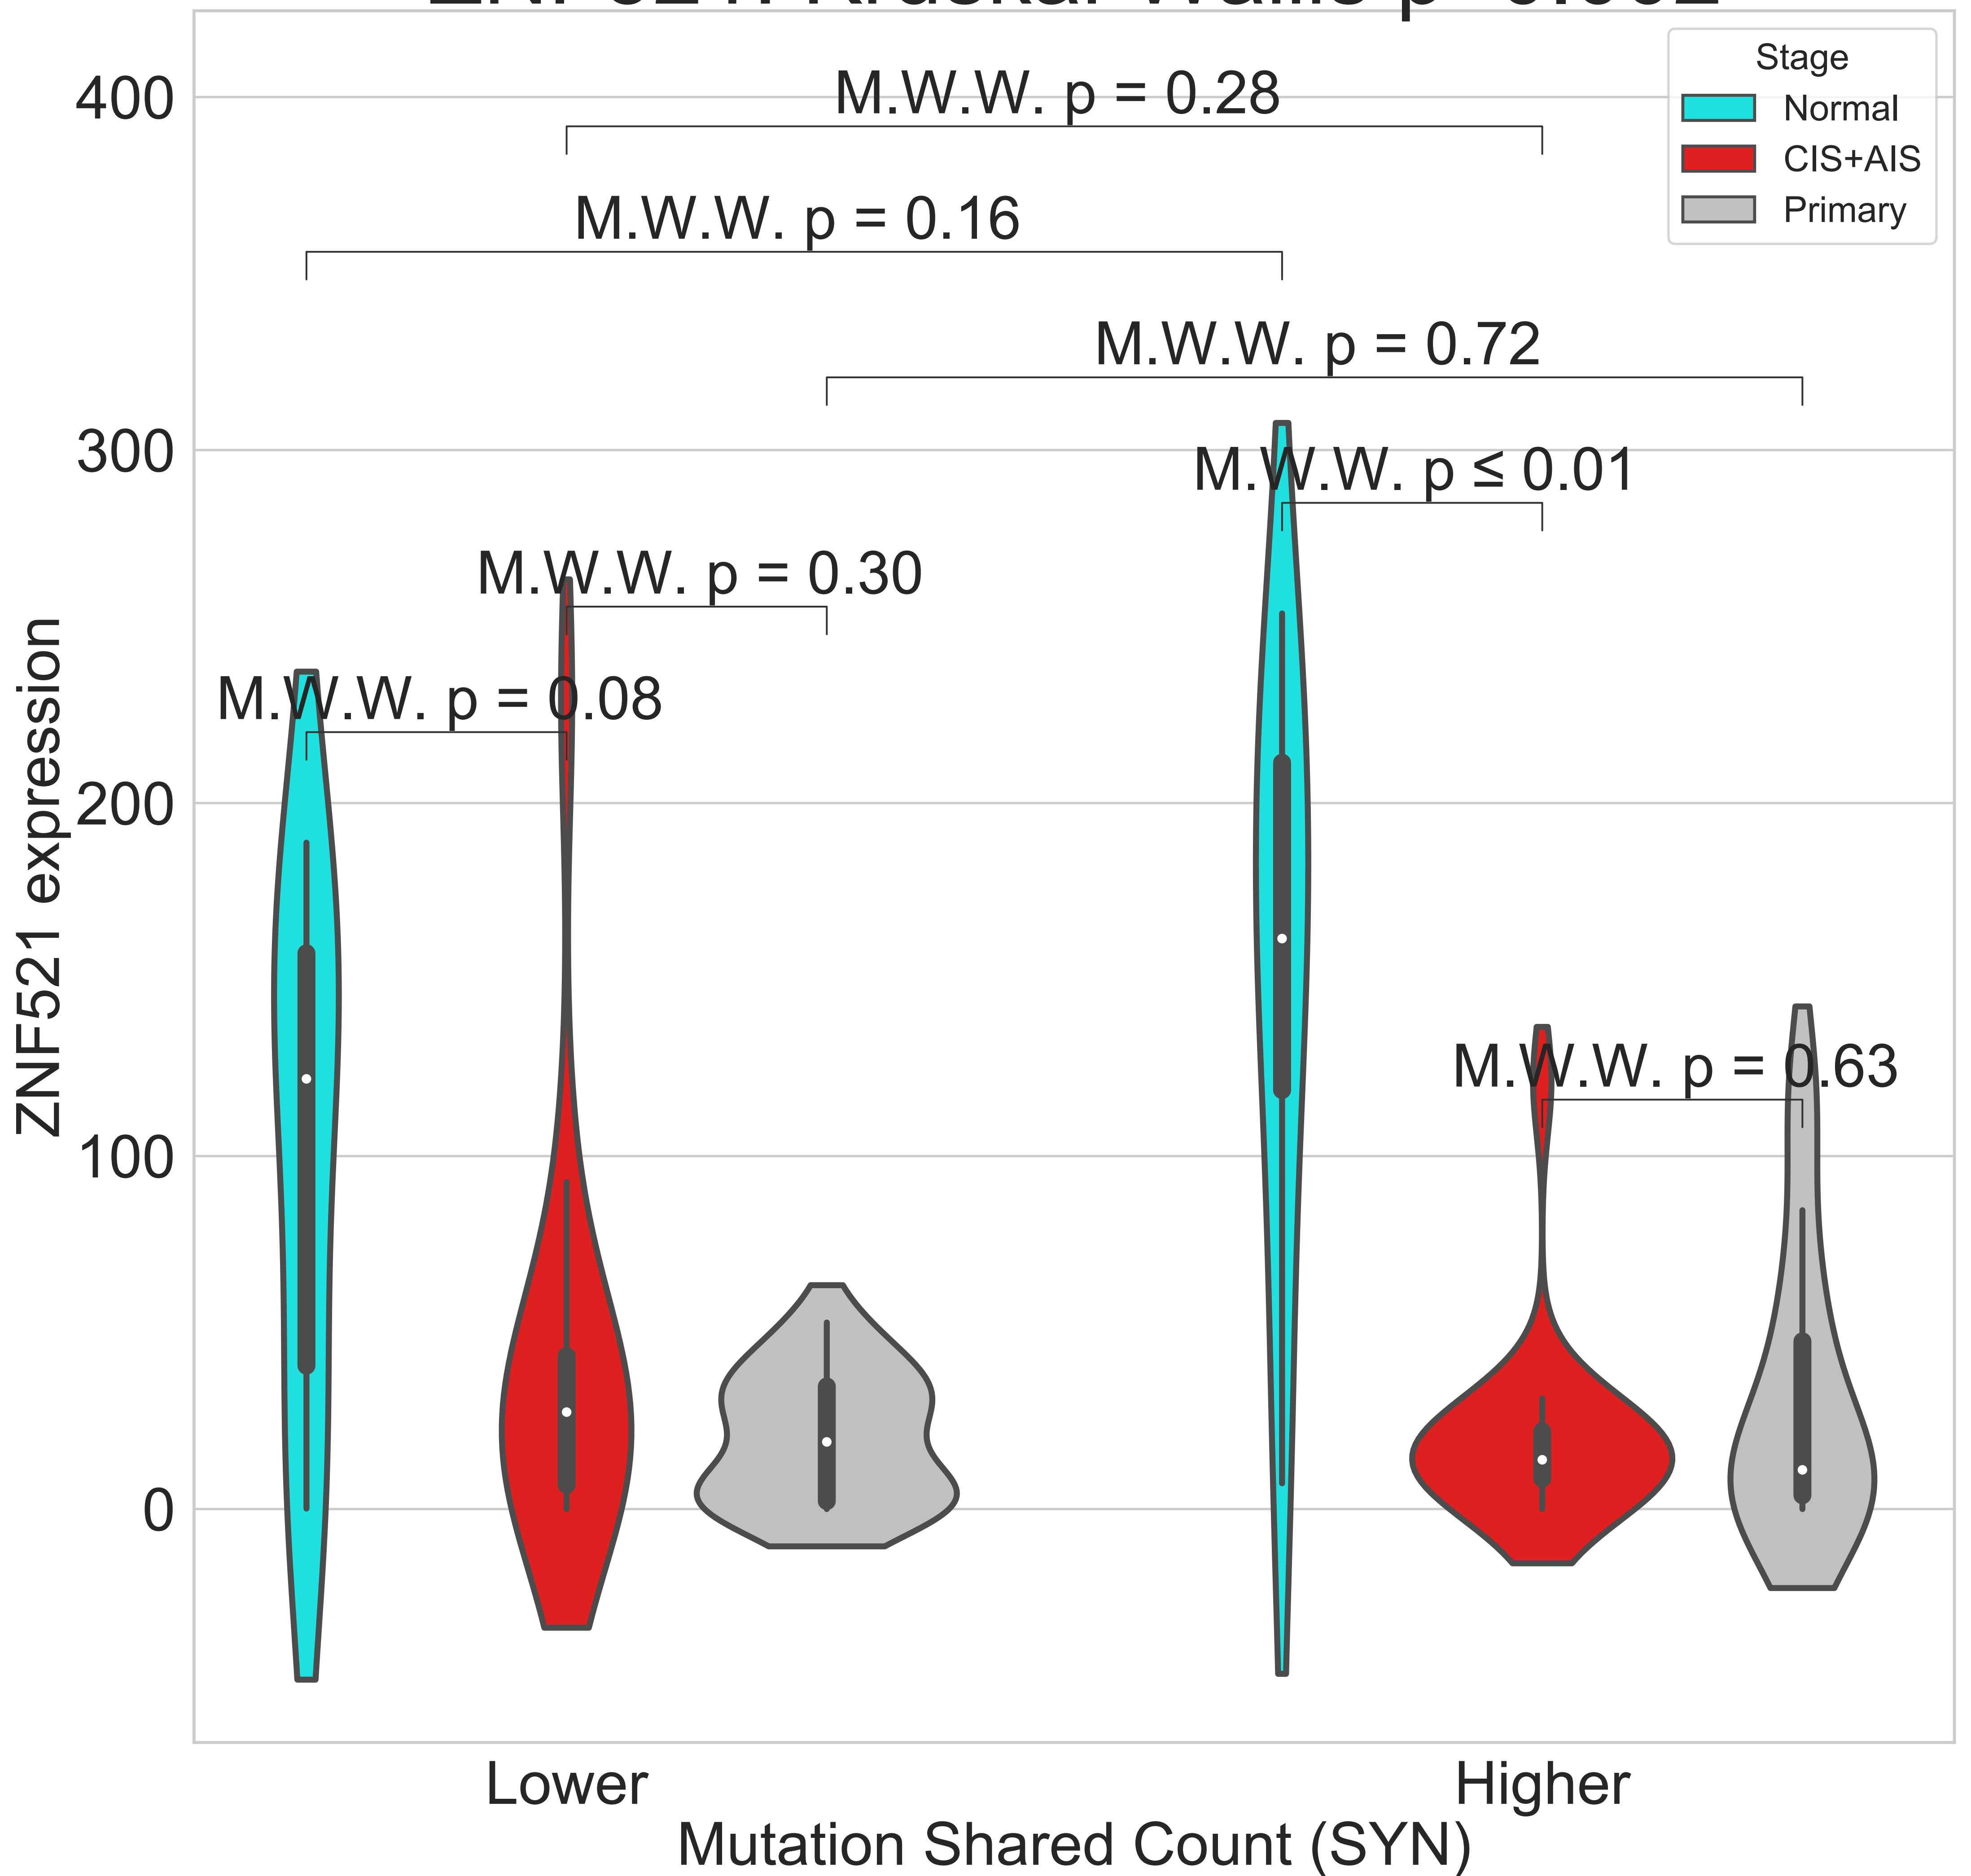 Stage
Normal
CIS+AIS
Primary
M.W.W. p = 0.28
M.W.W. p = 0.16
M.W.W. p = 0.72
M.W.W. p ≤ 0.01
M.W.W. p = 0.30
M.W.W. p = 0.08
M.W.W. p = 0.63
400
300
200
100
0
ZNF521 expression
Lower
Higher
Mutation Shared Count (SYN)